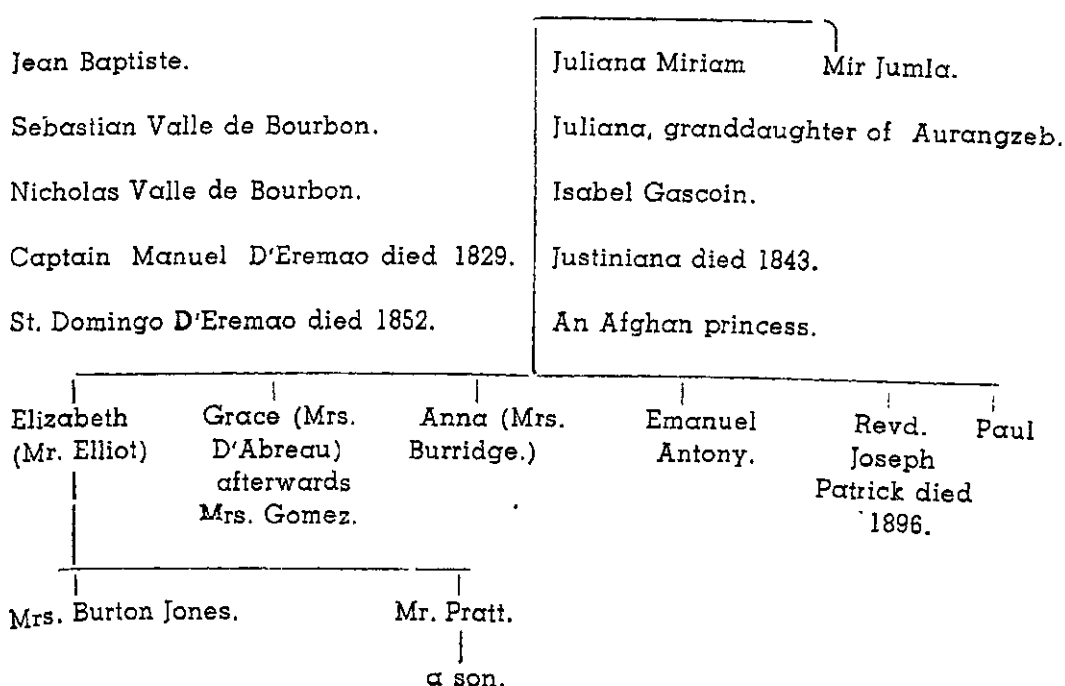 Jean Baptiste. Juliana Miriam Mir Jumla.
Sebastian Valle de Bourbon. Juliana, granddaughter of Aurangzeb.
Nicholas Valle de Bourbon. Isabel Gascoin.
Captain Manuel D'Eremao died 1829. Justiniana died 1843.
St. Domingo D'Eremao died 1852. An Afghan princess.
Elizabeth
(Mr. Elliot)
Grace (Mrs.
D'Abreau)
afterwards
Mrs. Gomez.
Anna (Mrs.
Burridge.)
Emanuel
Antony.
Revd.
Joseph
Patrick died
1896.
Paul
Mrs. Burton Jones. Mr. Pratt.
a son.